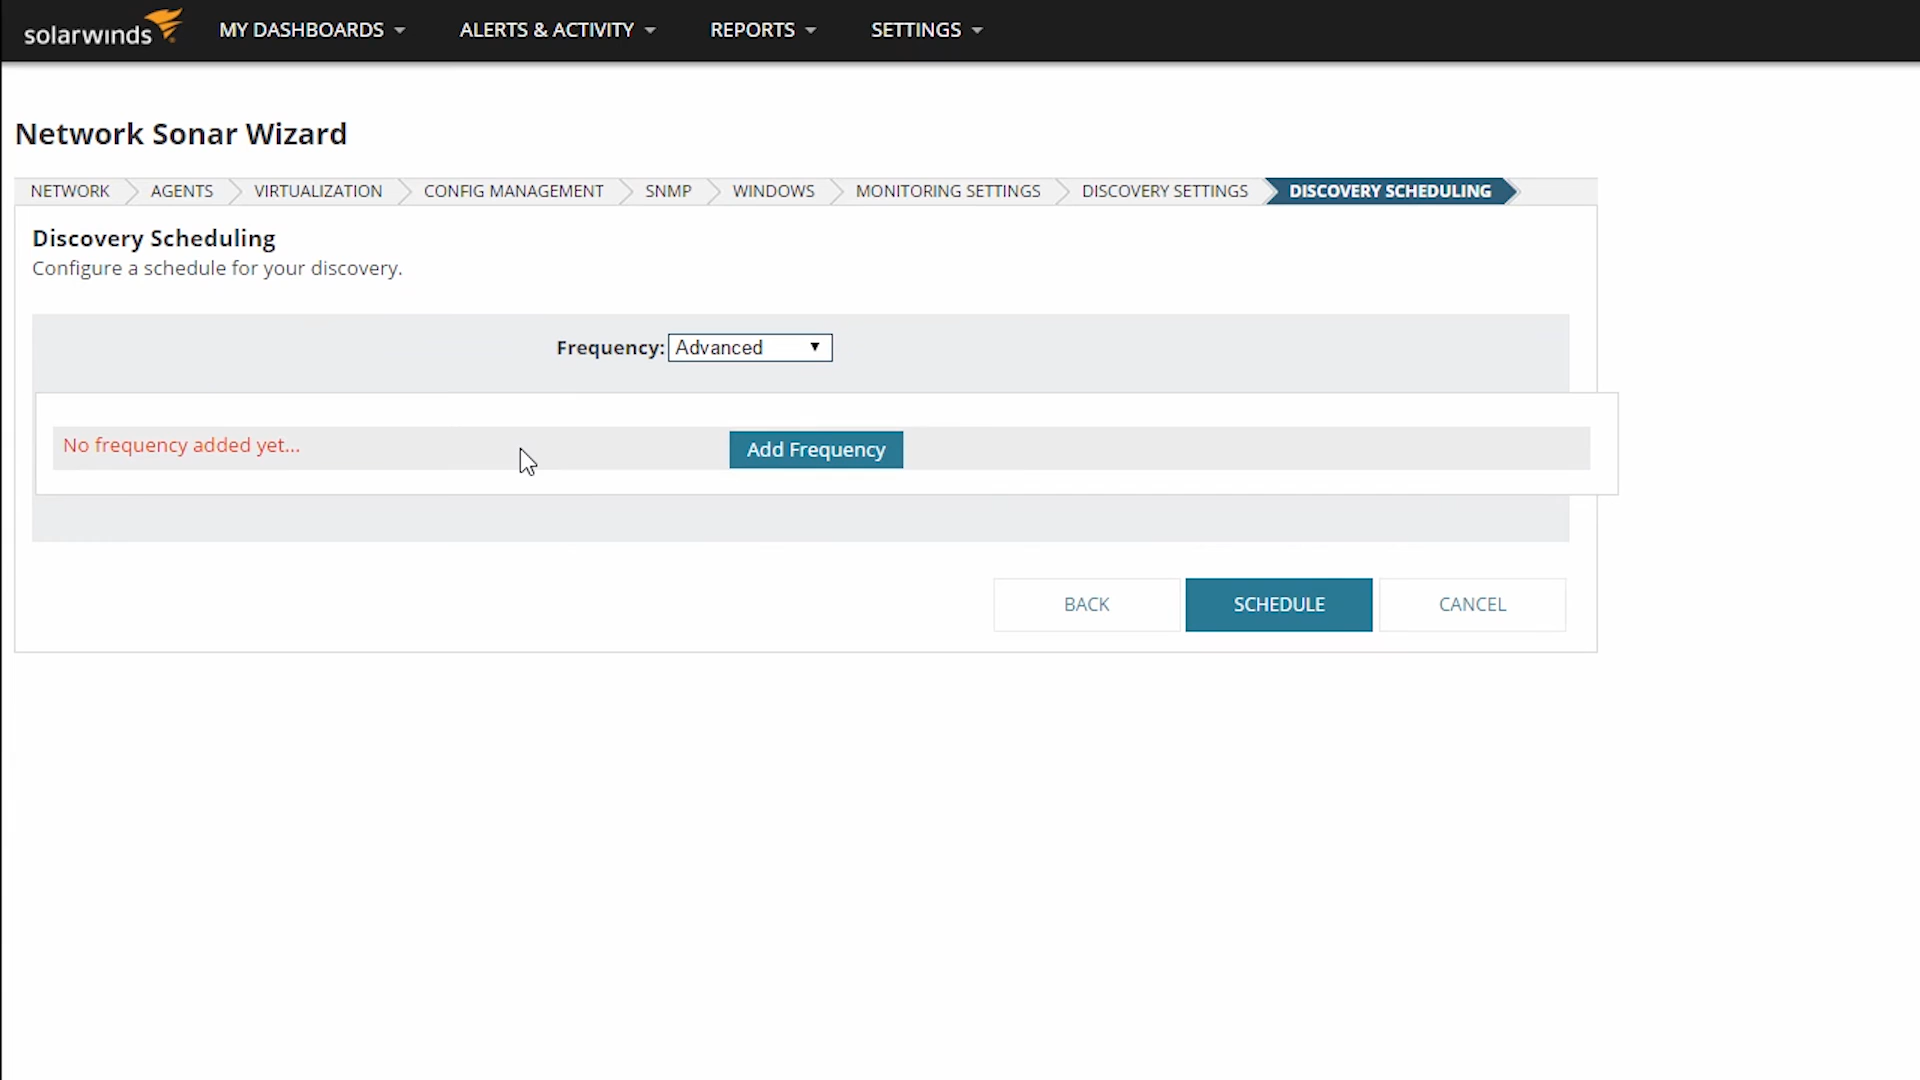 solarwinds
MY DASHBOARDS
ALERTS & ACTIVITY
REPORTS
SETTINGS
Network Sonar Wizard
NETWORK
AGENTS
VIRTUALIZATION
CONFIG MANAGEMENT
SNMP
WINDOWS
MONITORING SETTINGS
DISCOVERY SETTINGS
DISCOVERY SCHEDULING
Discovery Scheduling
Configure a schedule for your discovery.
Frequency: Advanced
No frequency added yet...
Add Frequency
BACK
SCHEDULE
CANCEL